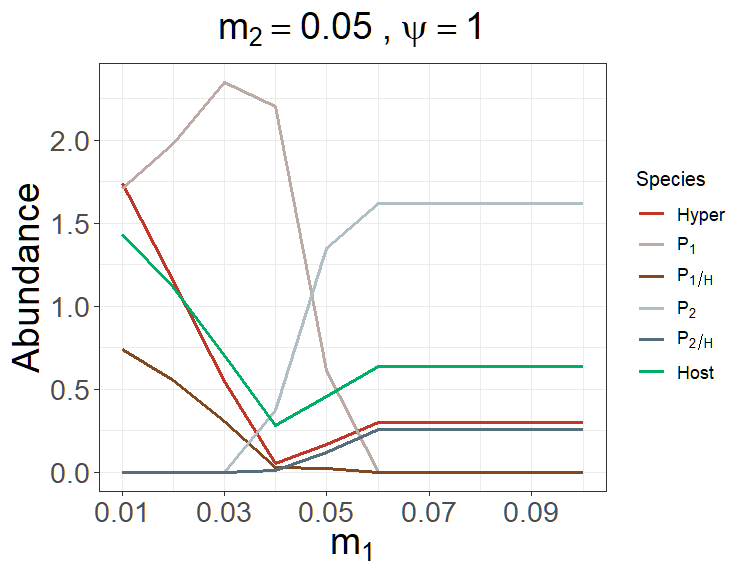 m₂ = 0.05 , ψ = 1
Abundance
2.0
1.5
1.0
0.5
0.0
0.01 0.03 0.05 0.07 0.09
m₁
Species
Hyper
P₁
P₁/H
P₂
P₂/H
Host